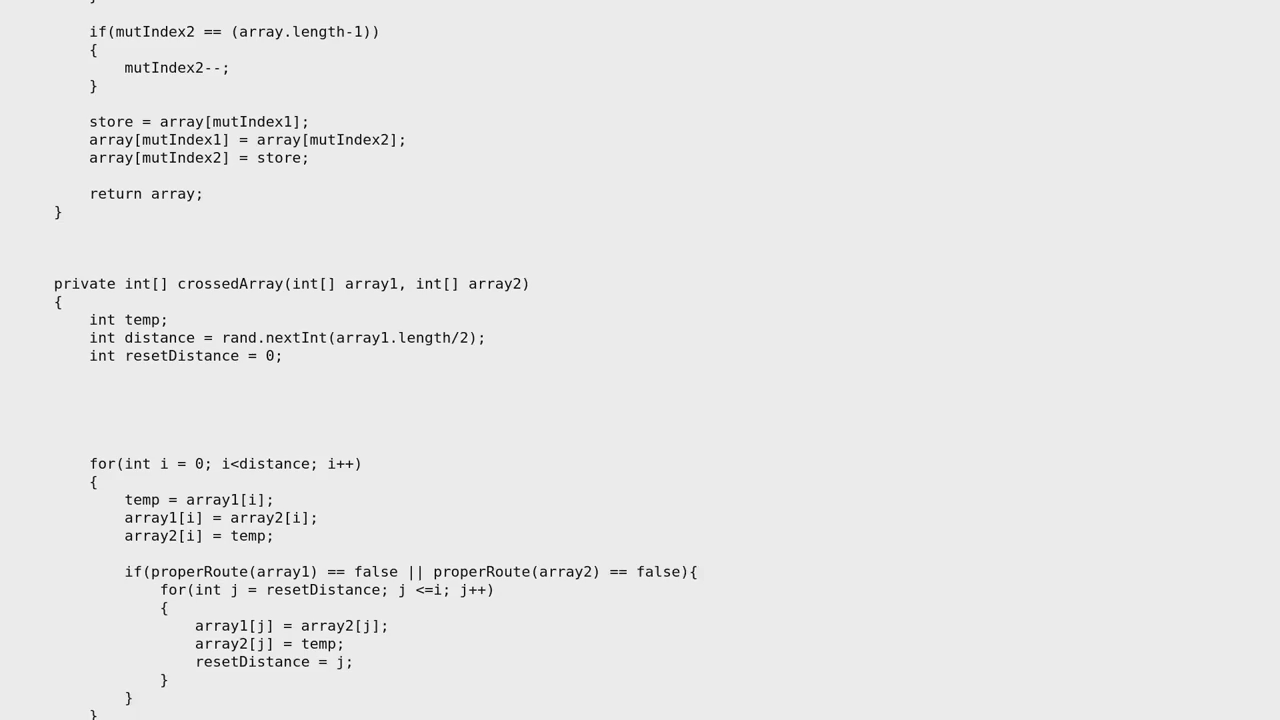 }
if(mutIndex2 == (array.length-1))
{
mutIndex2--;
}
store = array[mutIndex1];
array[mutIndex1] = array[mutIndex2];
array[mutIndex2] = store;
return array;
}
private int[] crossedArray(int[] array1, int[] array2)
{
int temp;
int distance = rand.nextInt(array1.length/2);
int resetDistance = 0;
for(int i = 0; i<distance; i++)
{
temp = array1[i];
array1[i] = array2[i];
array2[i] = temp;
if(properRoute(array1) == false || properRoute(array2) == false){
for(int j = resetDistance; j <=i; j++)
{
array1[j] = array2[j];
array2[j] = temp;
resetDistance = j;
}
}
}